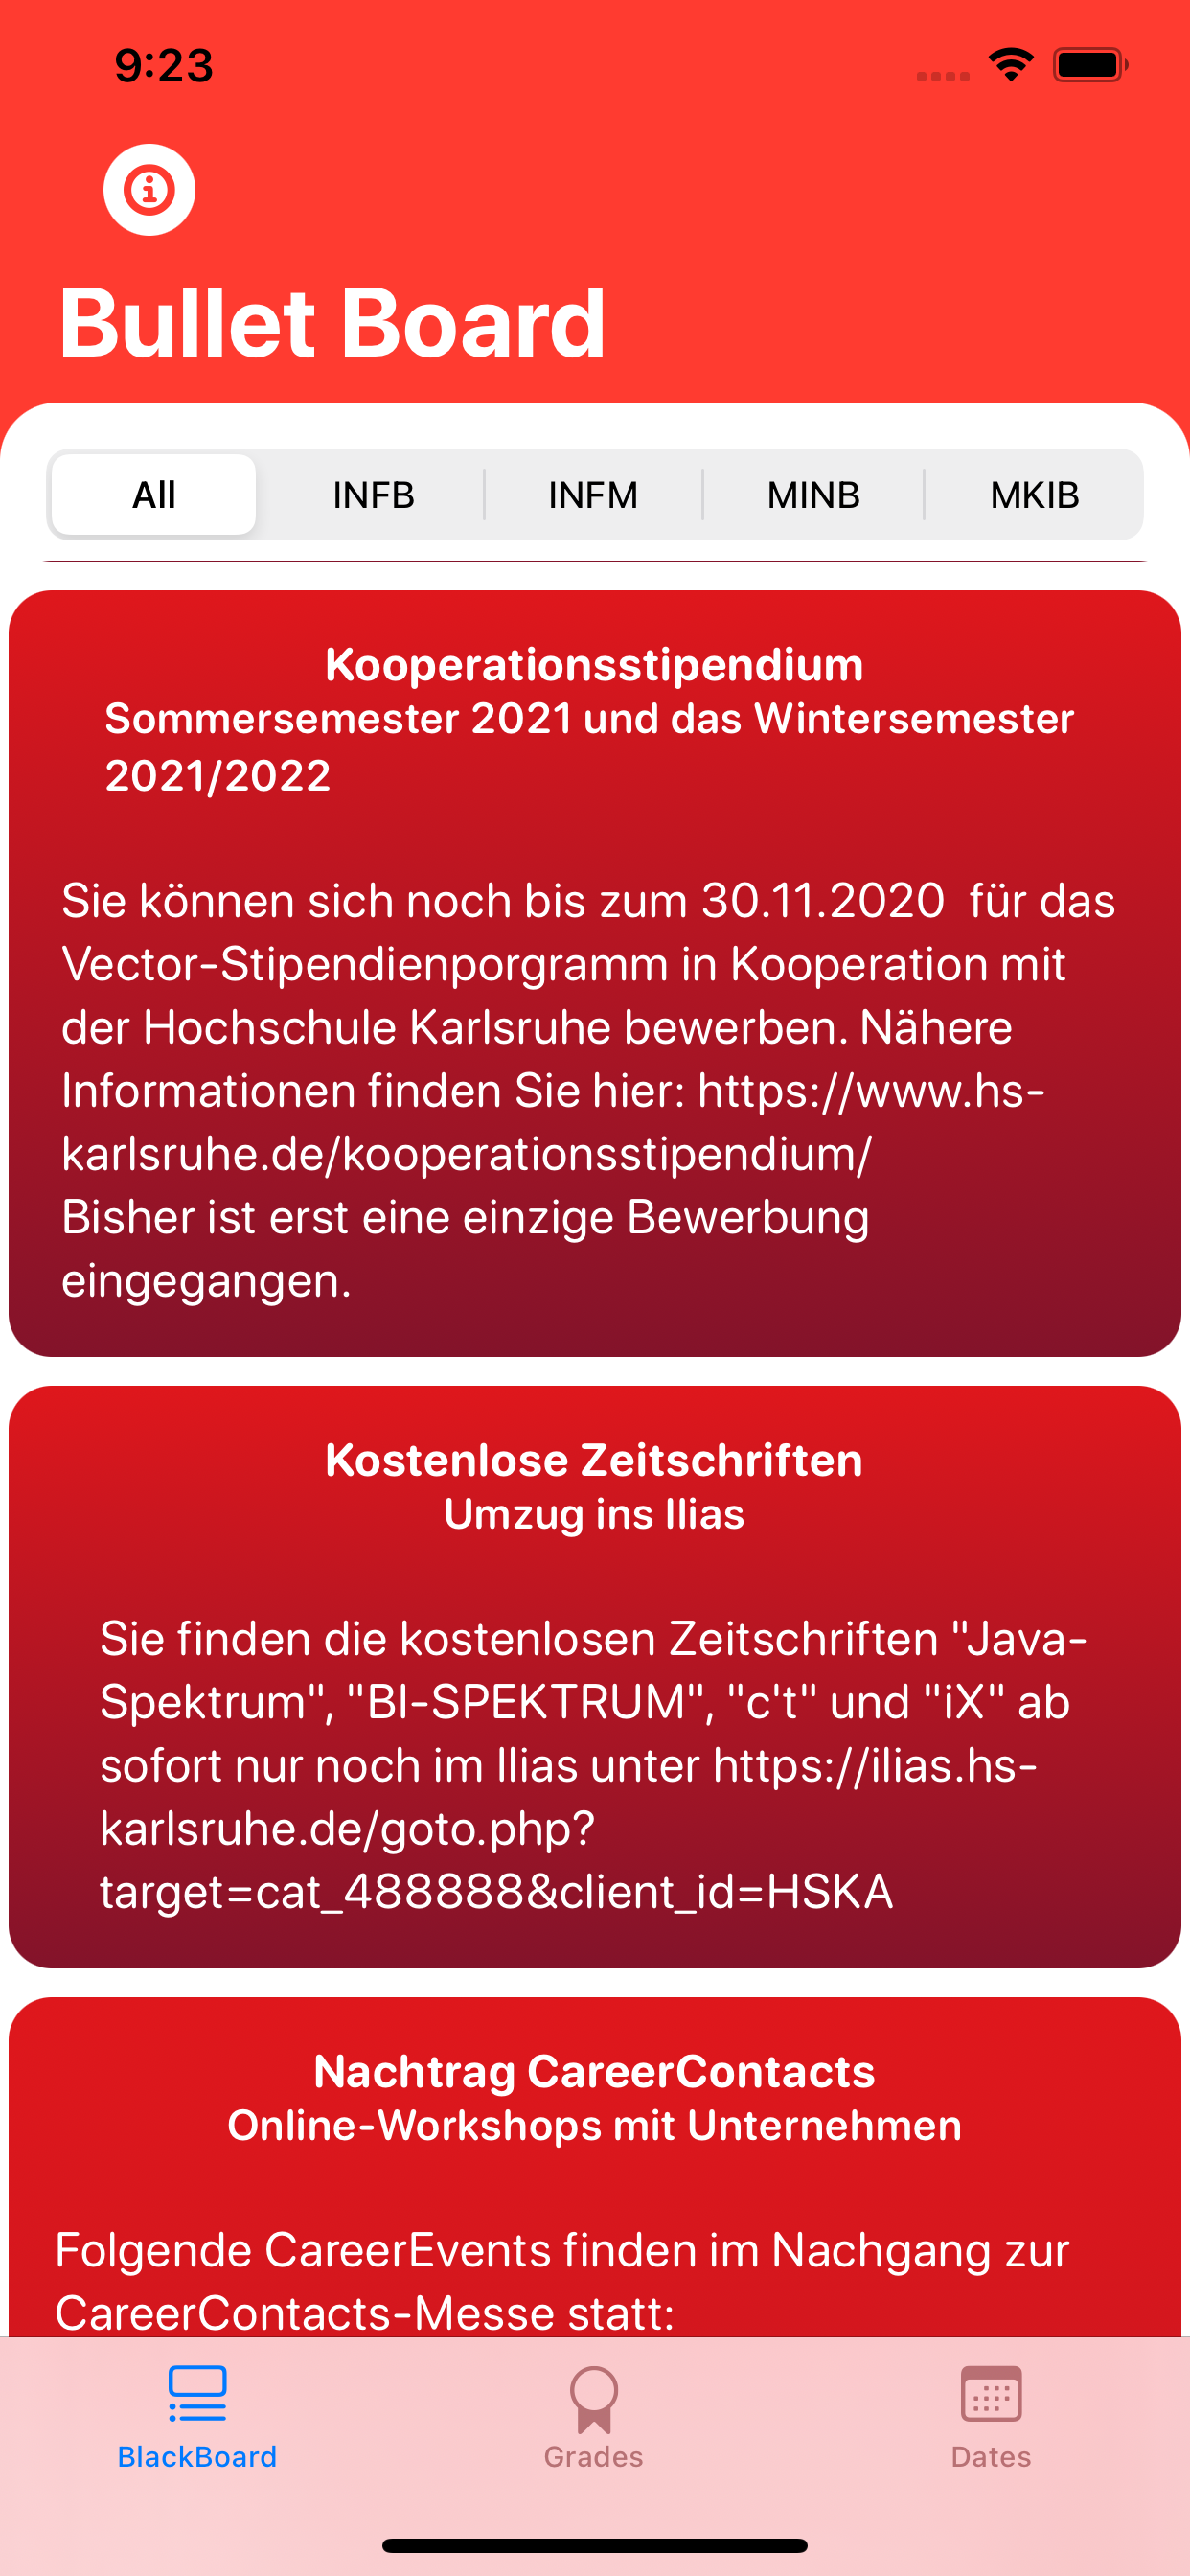 9:23
Bullet Board
All INFB INFM MINB MKIB
Kooperationsstipendium
Sommersemester 2021 und das Wintersemester
2021/2022
Sie können sich noch bis zum 30.11.2020  für das
Vector-Stipendienporgramm in Kooperation mit
der Hochschule Karlsruhe bewerben. Nähere
Informationen finden Sie hier: https://www.hs-
karlsruhe.de/kooperationsstipendium/
Bisher ist erst eine einzige Bewerbung
eingegangen.
Kostenlose Zeitschriften
Umzug ins Ilias
Sie finden die kostenlosen Zeitschriften "Java-
Spektrum", "BI-SPEKTRUM", "c't" und "iX" ab
sofort nur noch im Ilias unter https://ilias.hs-
karlsruhe.de/goto.php?
target=cat_488888&client_id=HSKA
Nachtrag CareerContacts
Online-Workshops mit Unternehmen
Folgende CareerEvents finden im Nachgang zur
CareerContacts-Messe statt:
BlackBoard Grades Dates